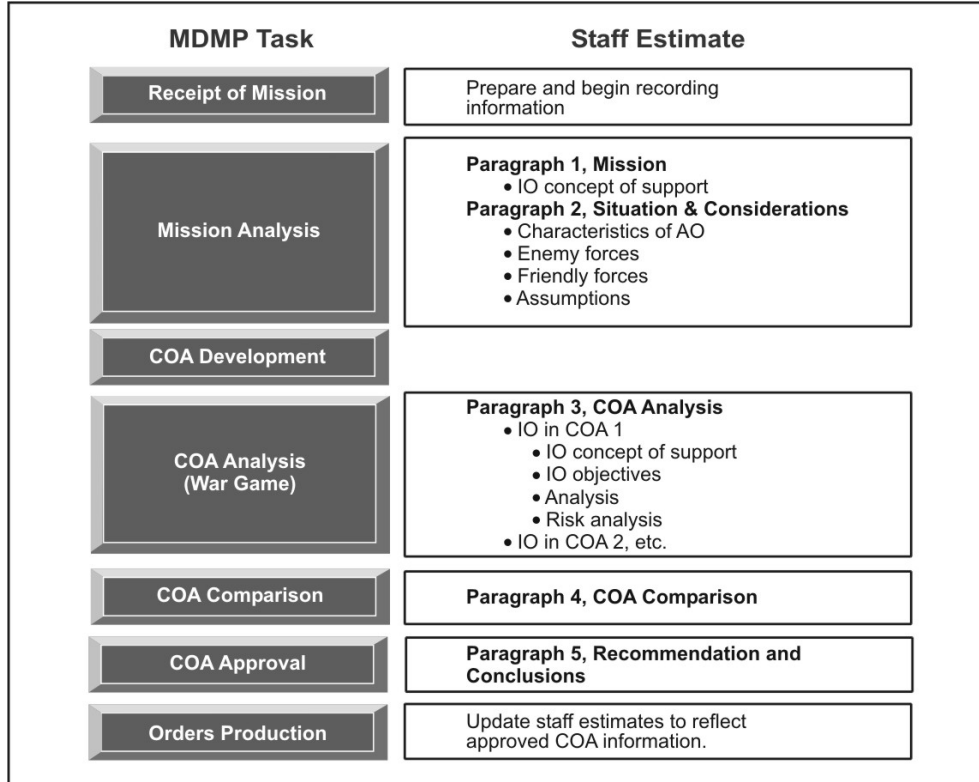 MDMP Task
Staff Estimate
Receipt of Mission
Prepare and begin recording
information
Mission Analysis
Paragraph 1, Mission
• IO concept of support
Paragraph 2, Situation & Considerations
• Characteristics of AO
• Enemy forces
• Friendly forces
• Assumptions
COA Development
COA Analysis
(War Game)
Paragraph 3, COA Analysis
• IO in COA 1
• IO concept of support
• IO objectives
• Analysis
• Risk analysis
• IO in COA 2, etc.
COA Comparison
Paragraph 4, COA Comparison
COA Approval
Paragraph 5, Recommendation and
Conclusions
Orders Production
Update staff estimates to reflect
approved COA information.